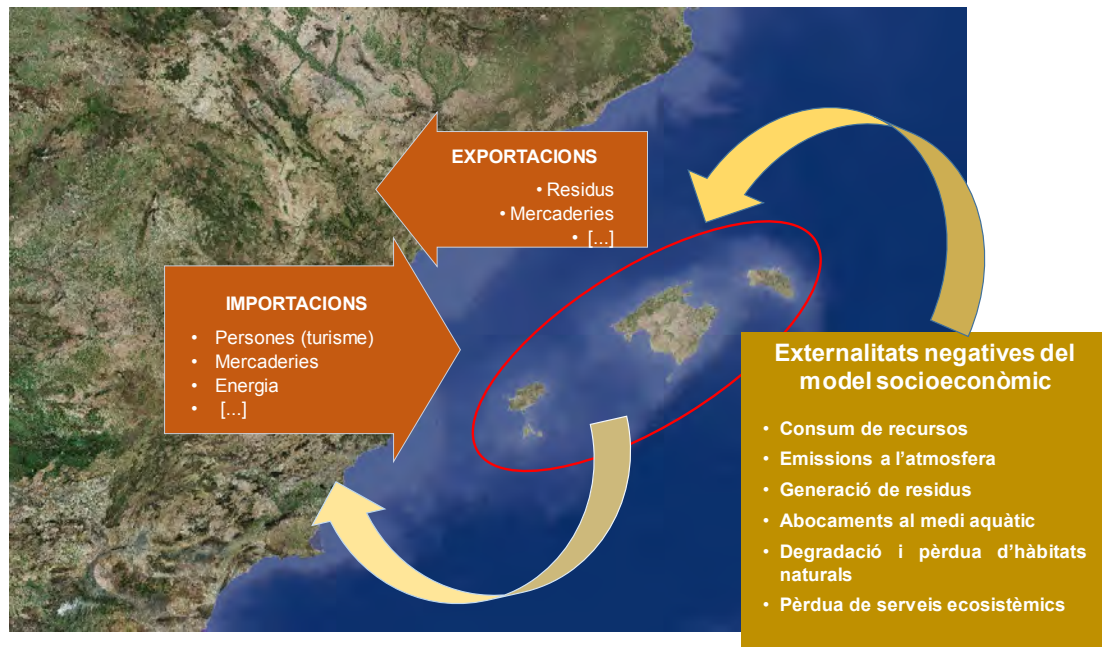 EXPORTACIONS
• Residus
• Mercaderies
• [...]
IMPORTACIONS
• Persones (turisme)
• Mercaderies
• Energia
• [...]
Externalitats negatives del
model socioeconòmic
• Consum de recursos
• Emissions a l'atmosfera
• Generació de residus
• Abocaments al medi aquàtic
• Degradació i pèrdua d'hàbitats
naturals
• Pèrdua de serveis ecosistèmics